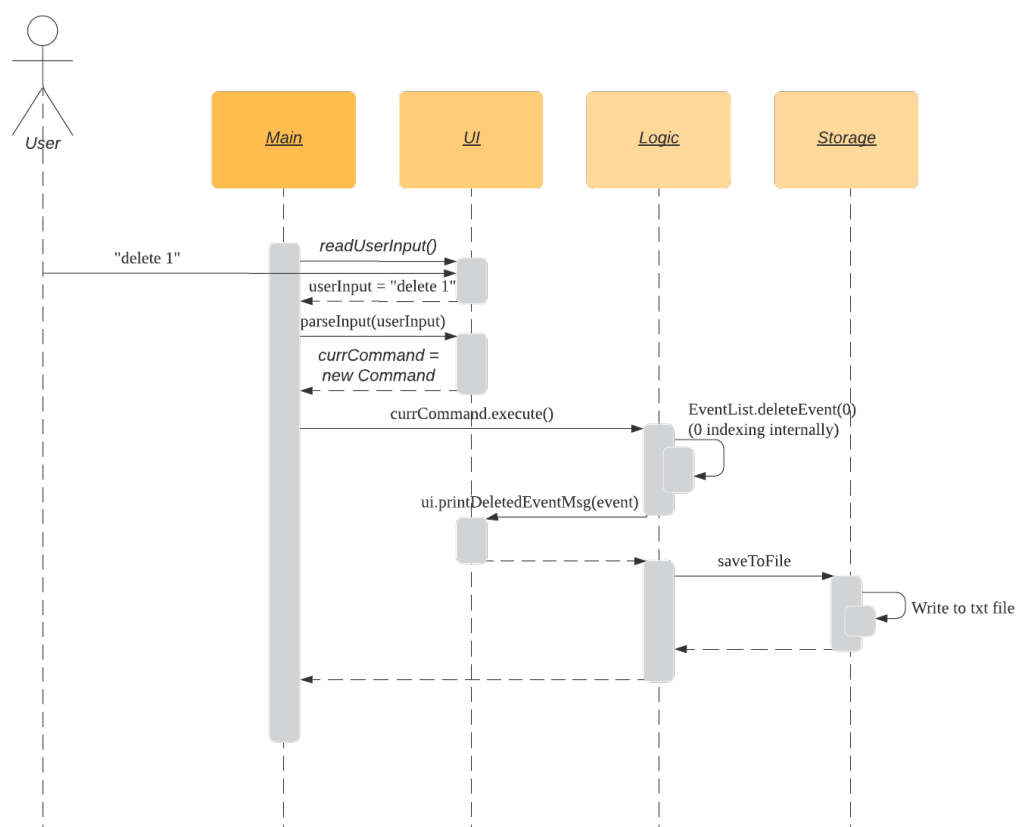 User
Main
UI
Logic
Storage
readUserInput()
"delete 1"
userInput = "delete 1"
parseInput(userInput)
currCommand =
new Command
currCommand.execute()
EventList.deleteEvent(0)
(0 indexing internally)
ui.printDeletedEventMsg(event)
saveToFile
Write to txt file